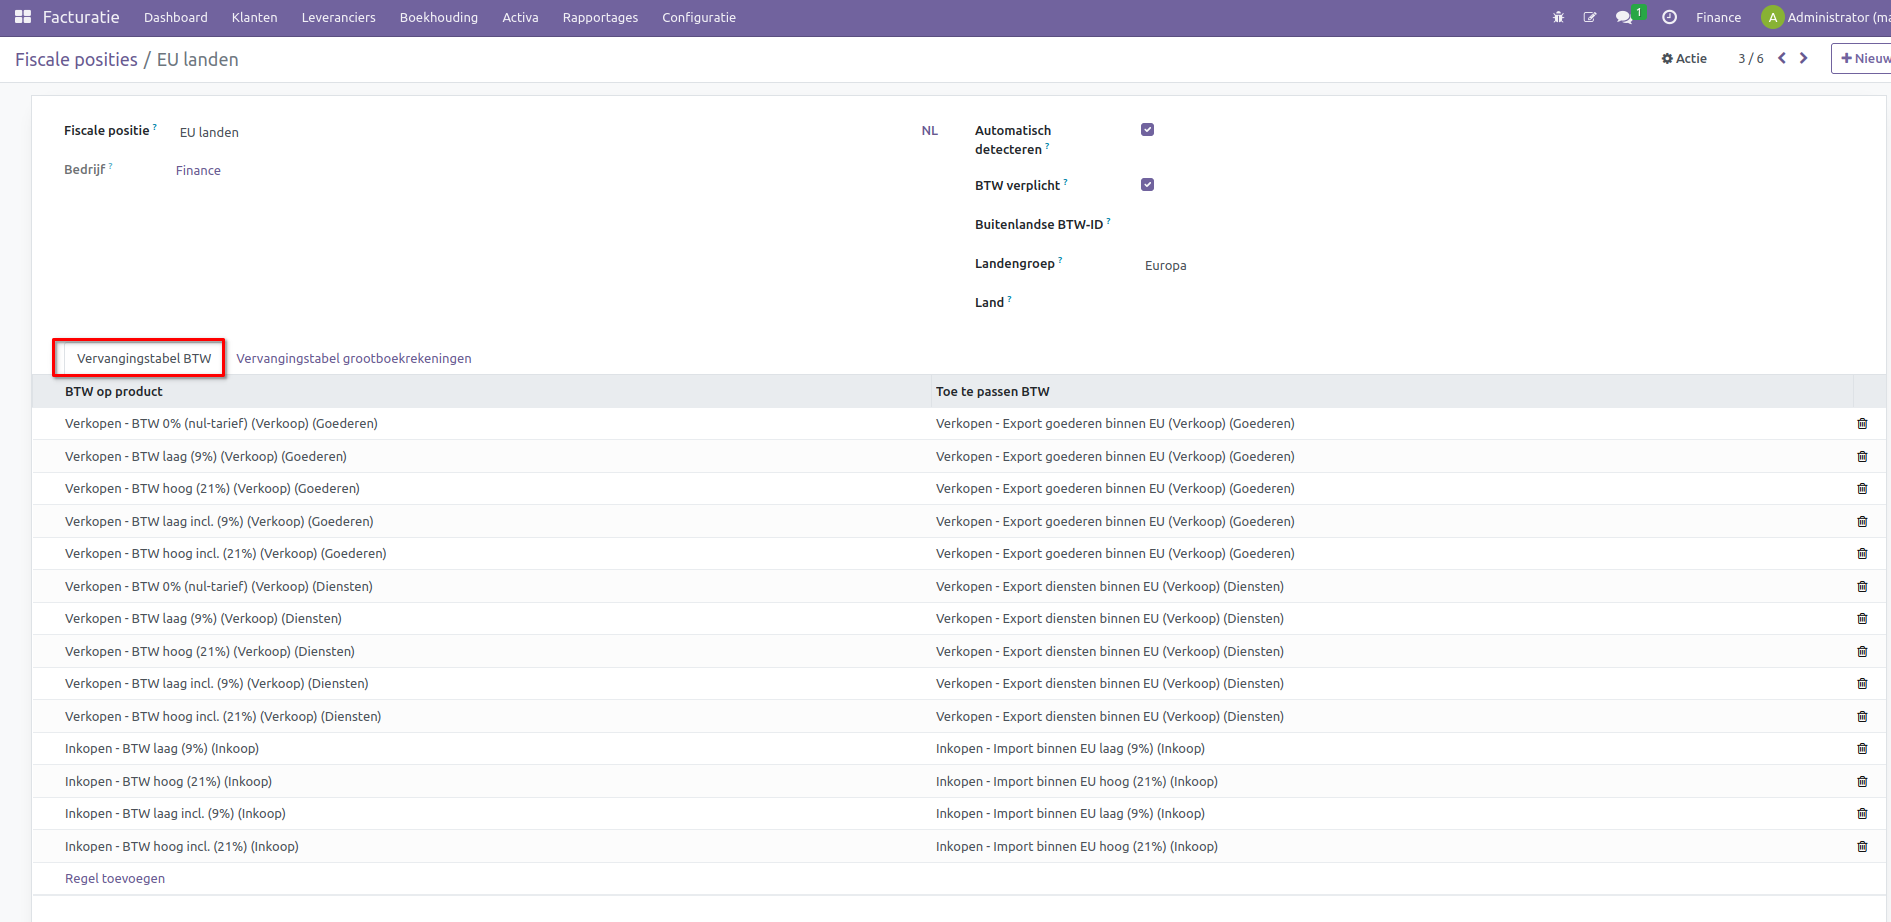 Facturatie Dashboard Klanten Leveranciers Boekhouding Activa Rapportages Configuratie 1 Finance A Administrator (ma
Fiscale posities / EU landen Actie 3 / 6 Nieuw
Fiscale positie ? EU landen NL
Bedrijf ? Finance
Automatisch
detecteren ?
BTW verplicht ?
Buitenlandse BTW-ID ?
Landengroep ? Europa
Land ?
Vervangingstabel BTW Vervangingstabel grootboekrekeningen
BTW op product Toe te passen BTW
Verkopen - BTW 0% (nul-tarief) (Verkoop) (Goederen) Verkopen - Export goederen binnen EU (Verkoop) (Goederen)
Verkopen - BTW laag (9%) (Verkoop) (Goederen) Verkopen - Export goederen binnen EU (Verkoop) (Goederen)
Verkopen - BTW hoog (21%) (Verkoop) (Goederen) Verkopen - Export goederen binnen EU (Verkoop) (Goederen)
Verkopen - BTW laag incl. (9%) (Verkoop) (Goederen) Verkopen - Export goederen binnen EU (Verkoop) (Goederen)
Verkopen - BTW hoog incl. (21%) (Verkoop) (Goederen) Verkopen - Export goederen binnen EU (Verkoop) (Goederen)
Verkopen - BTW 0% (nul-tarief) (Verkoop) (Diensten) Verkopen - Export diensten binnen EU (Verkoop) (Diensten)
Verkopen - BTW laag (9%) (Verkoop) (Diensten) Verkopen - Export diensten binnen EU (Verkoop) (Diensten)
Verkopen - BTW hoog (21%) (Verkoop) (Diensten) Verkopen - Export diensten binnen EU (Verkoop) (Diensten)
Verkopen - BTW laag incl. (9%) (Verkoop) (Diensten) Verkopen - Export diensten binnen EU (Verkoop) (Diensten)
Verkopen - BTW hoog incl. (21%) (Verkoop) (Diensten) Verkopen - Export diensten binnen EU (Verkoop) (Diensten)
Inkopen - BTW laag (9%) (Inkoop) Inkopen - Import binnen EU laag (9%) (Inkoop)
Inkopen - BTW hoog (21%) (Inkoop) Inkopen - Import binnen EU hoog (21%) (Inkoop)
Inkopen - BTW laag incl. (9%) (Inkoop) Inkopen - Import binnen EU laag (9%) (Inkoop)
Inkopen - BTW hoog incl. (21%) (Inkoop) Inkopen - Import binnen EU hoog (21%) (Inkoop)
Regel toevoegen